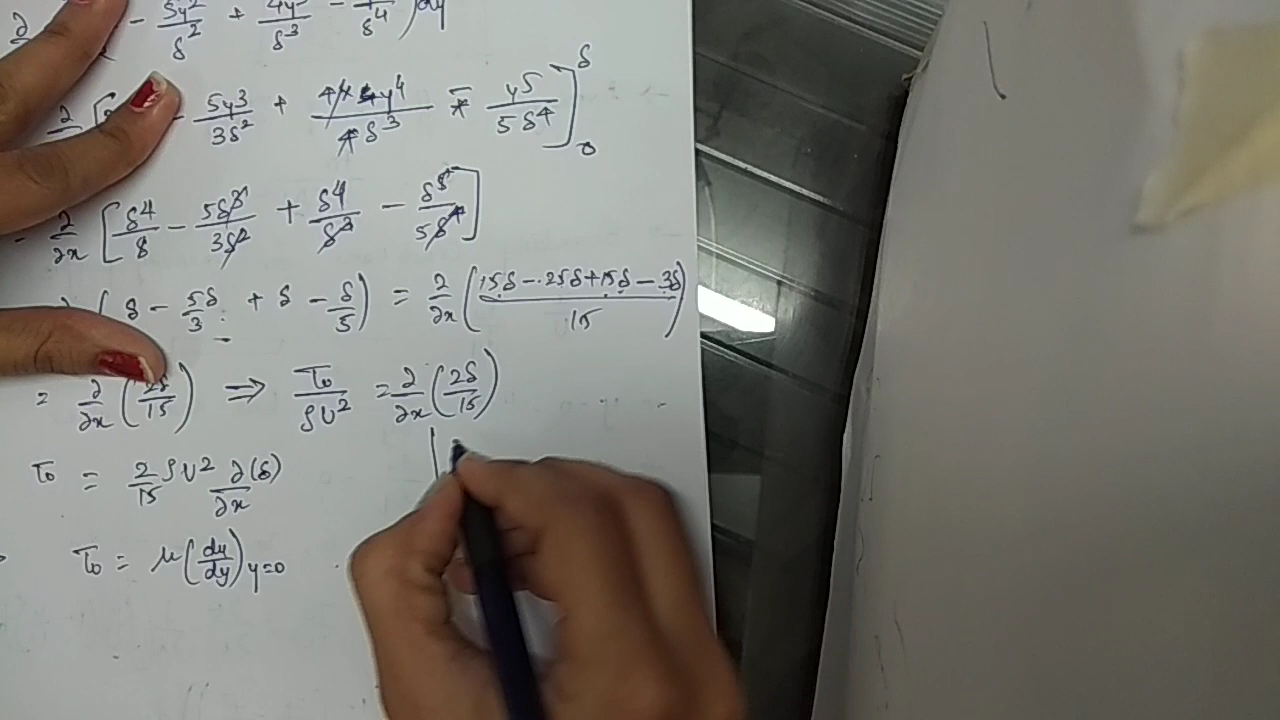 ∂/ - 5y²/δ² + 4y³/δ³ - /δ⁴ ) dy
∂/ [ - 5y³/3δ² + 4y⁴/4δ³ - y⁵/5δ⁴ ]₀^δ
- ∂/∂x [ δ⁴/δ - 5δ³/3δ² + δ⁴/δ³ - δ⁵/5δ⁴ ]
( δ - 5δ/3 + δ - δ/5 ) = ∂/∂x ( 15δ - 25δ + 15δ - 3δ / 15 )
= ∂/∂x ( 2δ/15 ) ⇒ τ₀/ρU² = ∂/∂x ( 2δ/15 )
τ₀ = 2/15 ρU² ∂(δ)/∂x
τ₀ = μ ( du/dy ) y=0